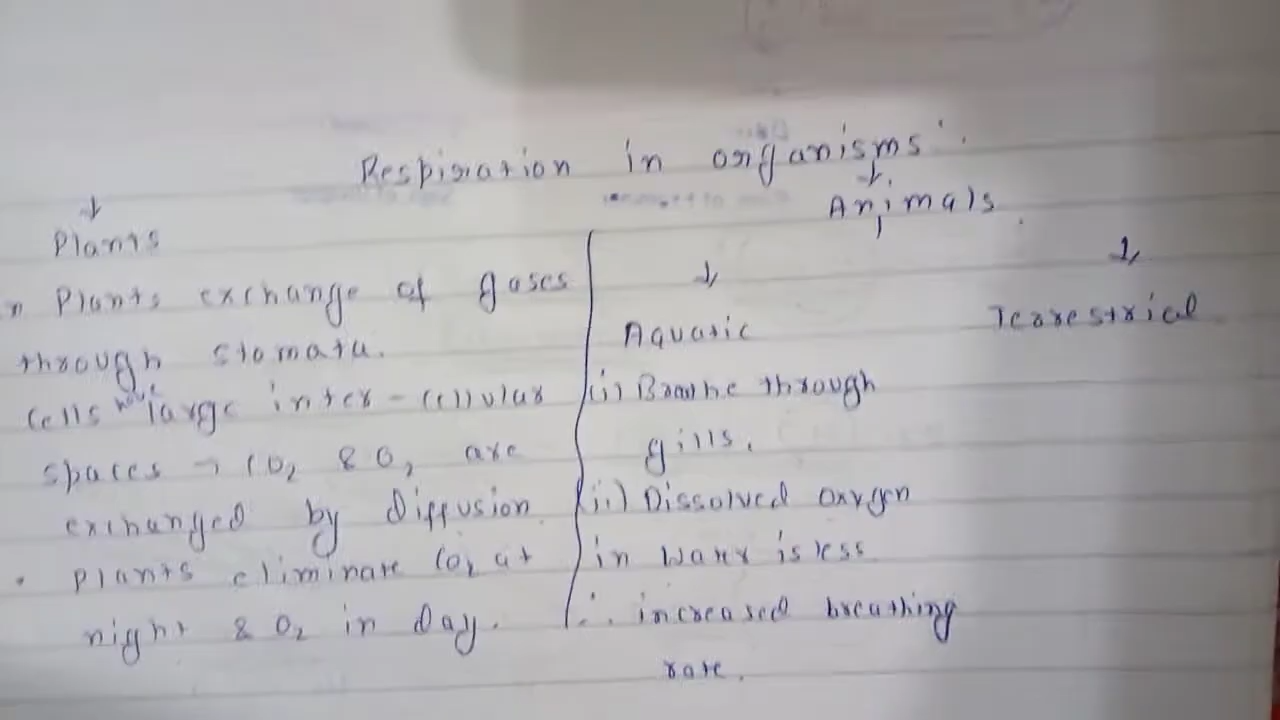 Respiration in organisms.
Plants
In Plants exchange of gases
through stomata.
Cells have large inter-cellular
spaces → CO2 & O2 are
exchanged by diffusion.
• Plants eliminate CO2 at
night & O2 in Day.
Animals
Aquatic
(i) Breathe through
gills.
(ii) Dissolved oxygen
in water is less
∴ increased breathing
rate.
Terrestrial